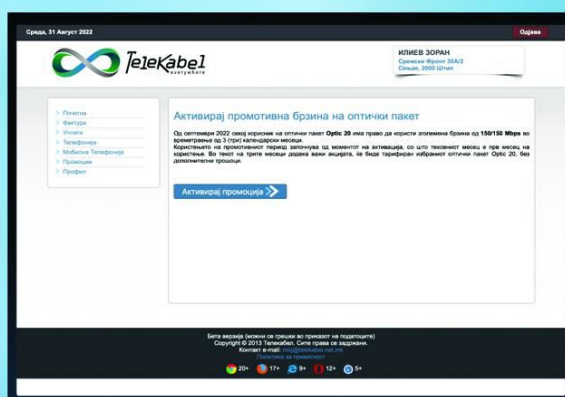 Среда, 31 Август 2022
Одјава
TeleKabel
everywhere
ИЛИЕВ ЗОРАН
Сремски Фронт 38А/2
Сењак, 2000 Штип
> Почетна
> Фактури
> Уплати
> Телефонија
> Мобилна Телефонија
> Промоции
> Профил
Активирај промотивна брзина на оптички пакет
Од септември 2022 секој корисник на оптички пакет Optic 20 има право да користи зголемена брзина од 150/150 Mbps во
времетраење од 3 (три) календарски месеци.
Користењето на промотивниот период започнува од момент на активација, со што тековниот месец е прв месец на
користење. Во текот на трите месеци додека важи акцијата, ќе биде тарифиран избраниот оптички пакет Optic 20, без
дополнителни трошоци.
Активирај промоција
Бета верзија (можни се грешки во приказот на податоците)
Copyright © 2013 Телекабел. Сите права се задржани.
Контакт e-mail: moj@telekabel.net.mk
Политика за приватност
20+ 17+ 9+ 12+ 5+